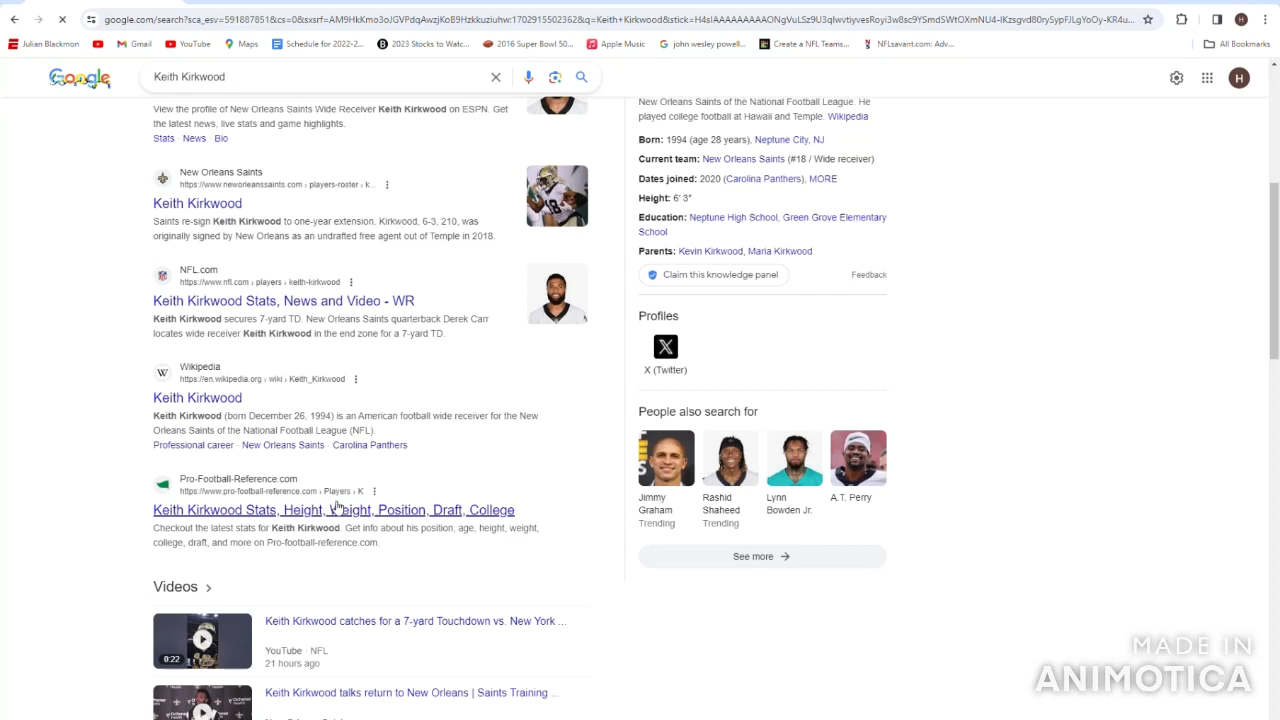 google.com/search?sca_esv=591887851&cs=0&sxsrf=AM9HkKmo3oJGVPdqAwzjKoB9Hzkkuziuhw:1702915502362&q=Keith+Kirkwood&stick=
Julian Blackmon
Gmail
YouTube
Maps
Schedule for 2022-2...
2023 Stocks to Watc...
2016 Super Bowl 50...
Apple Music
john wesley powell...
Create a NFL Teams...
NFLsavant.com: Adv...
All Bookmarks
H
Google
Keith Kirkwood
H
View the profile of New Orleans Saints Wide Receiver Keith Kirkwood on ESPN. Get
the latest news, live stats and game highlights.
Stats · News · Bio
New Orleans Saints
https://www.neworleanssaints.com › players-roster › k...
Keith Kirkwood
Saints re-sign Keith Kirkwood to one-year extension. Kirkwood, 6-3, 210, was
originally signed by New Orleans as an undrafted free agent out of Temple in 2018.
NFL.com
https://www.nfl.com › players › keith-kirkwood
Keith Kirkwood Stats, News and Video - WR
Keith Kirkwood secures 7-yard TD. New Orleans Saints quarterback Derek Carr
locates wide receiver Keith Kirkwood in the end zone for a 7-yard TD.
W
Wikipedia
https://en.wikipedia.org › wiki › Keith_Kirkwood
Keith Kirkwood
Keith Kirkwood (born December 26, 1994) is an American football wide receiver for the New
Orleans Saints of the National Football League (NFL).
Professional career · New Orleans Saints · Carolina Panthers
Pro-Football-Reference.com
https://www.pro-football-reference.com › Players › K
Keith Kirkwood Stats, Height, Weight, Position, Draft, College
Checkout the latest stats for Keith Kirkwood. Get info about his position, age, height, weight,
college, draft, and more on Pro-football-reference.com.
Videos
0:22
Keith Kirkwood catches for a 7-yard Touchdown vs. New York ...
YouTube · NFL
21 hours ago
Keith Kirkwood talks return to New Orleans | Saints Training ...
New Orleans of the National Football League. He
played college football at Hawaii and Temple. Wikipedia
Born: 1994 (age 28 years), Neptune City, NJ
Current team: New Orleans Saints (#18 / Wide receiver)
Dates joined: 2020 (Carolina Panthers), MORE
Height: 6′ 3″
Education: Neptune High School, Green Grove Elementary
School
Parents: Kevin Kirkwood, Maria Kirkwood
Claim this knowledge panel
Feedback
Profiles
X (Twitter)
People also search for
Jimmy
Graham
Trending
Rashid
Shaheed
Trending
Lynn
Bowden Jr.
A.T. Perry
See more
MADE IN
ANIMOTICA